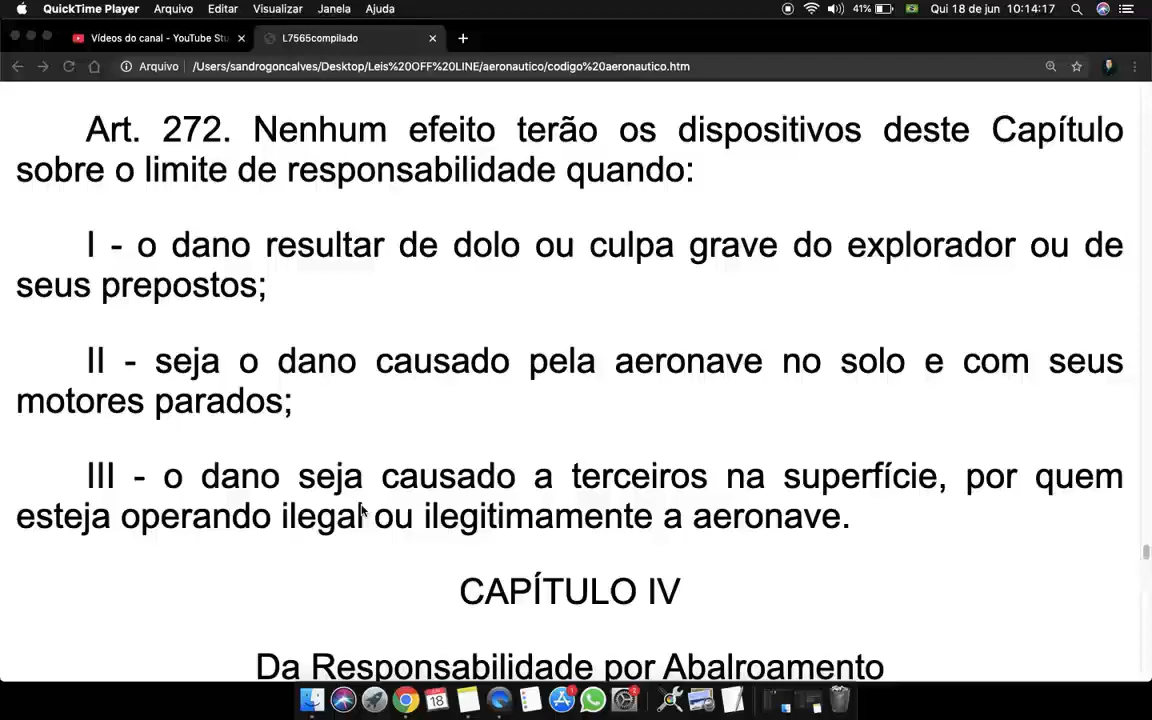 QuickTime Player Arquivo Editar Visualizar Janela Ajuda 41% Qui 18 de jun 10:14:17
Vídeos do canal - YouTube Stu L7565compilado
Arquivo /Users/sandrogoncalves/Desktop/Leis%20OFF%20LINE/aeronautico/codigo%20aeronautico.htm
Art. 272. Nenhum efeito terão os dispositivos deste Capítulo
sobre o limite de responsabilidade quando:
I - o dano resultar de dolo ou culpa grave do explorador ou de
seus prepostos;
II - seja o dano causado pela aeronave no solo e com seus
motores parados;
III - o dano seja causado a terceiros na superfície, por quem
esteja operando ilegal ou ilegitimamente a aeronave.
CAPÍTULO IV
Da Responsabilidade por Abalroamento
18